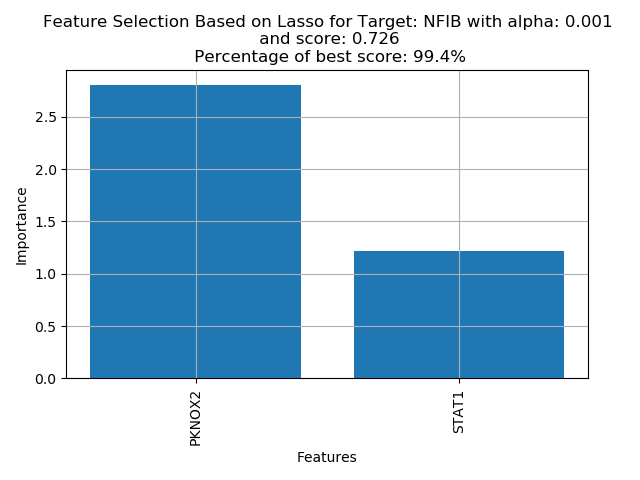 Feature Selection Based on Lasso for Target: NFIB with alpha: 0.001
and score: 0.726
Percentage of best score: 99.4%
Importance
2.5
2.0
1.5
1.0
0.5
0.0
PKNOX2
STAT1
Features